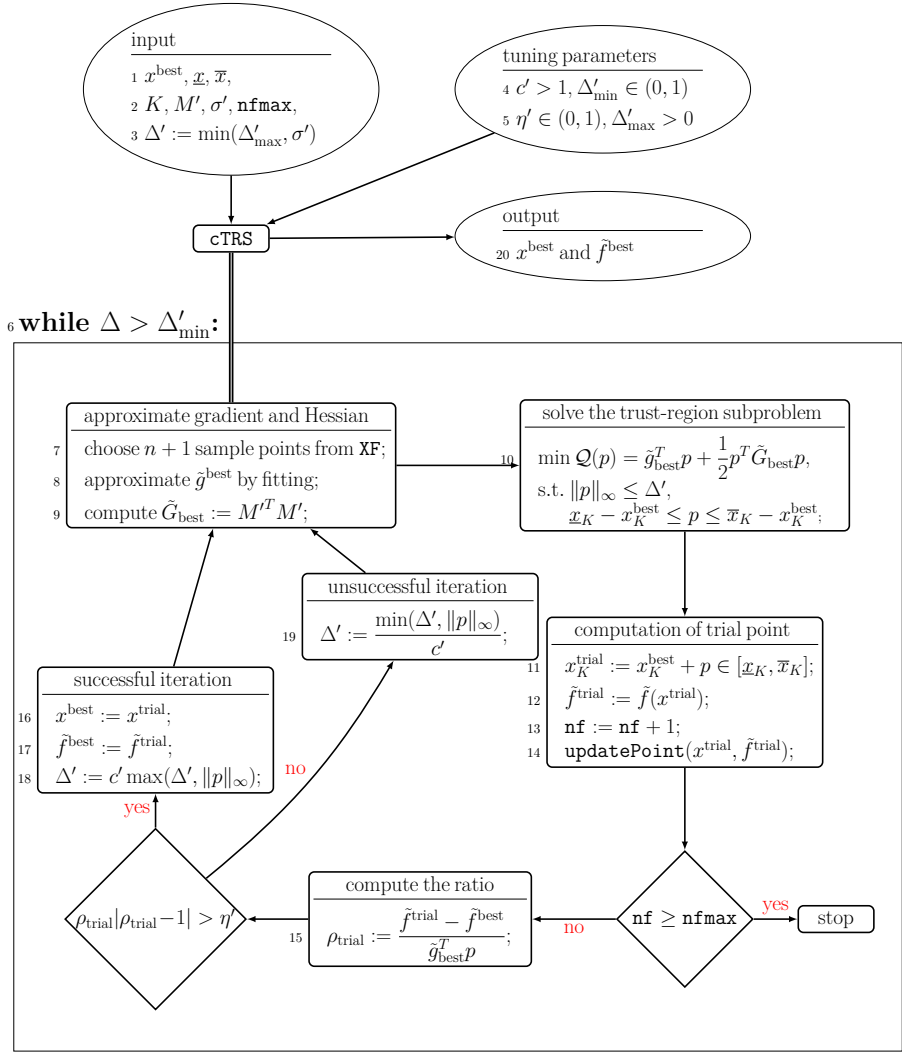 input
1 x^best, x̲, x̅,
2 K, M′, σ′, nfmax,
3 Δ′ := min(Δ′_max, σ′)
tuning parameters
4 c′ > 1, Δ′_min ∈ (0, 1)
5 η′ ∈ (0, 1), Δ′_max > 0
cTRS
output
20 x^best and f̃^best
6 while Δ > Δ′_min:
approximate gradient and Hessian
7 choose n + 1 sample points from XF;
8 approximate g̃^best by fitting;
9 compute G̃_best := M′^T M′;
solve the trust-region subproblem
10 min Q(p) = g̃^T_best p + 1/2 p^T G̃_best p,
s.t. ‖p‖_∞ ≤ Δ′,
x̲_K − x^best_K ≤ p ≤ x̅_K − x^best_K;
unsuccessful iteration
19 Δ′ := min(Δ′, ‖p‖_∞) / c′;
computation of trial point
11 x^trial_K := x^best_K + p ∈ [x̲_K, x̅_K];
12 f̃^trial := f̃(x^trial);
13 nf := nf + 1;
14 updatePoint(x^trial, f̃^trial);
successful iteration
16 x^best := x^trial;
17 f̃^best := f̃^trial;
18 Δ′ := c′ max(Δ′, ‖p‖_∞);
yes
no
ρ_trial|ρ_trial−1| > η′
compute the ratio
15 ρ_trial := (f̃^trial − f̃^best) / (g̃^T_best p);
no
nf ≥ nfmax
yes
stop